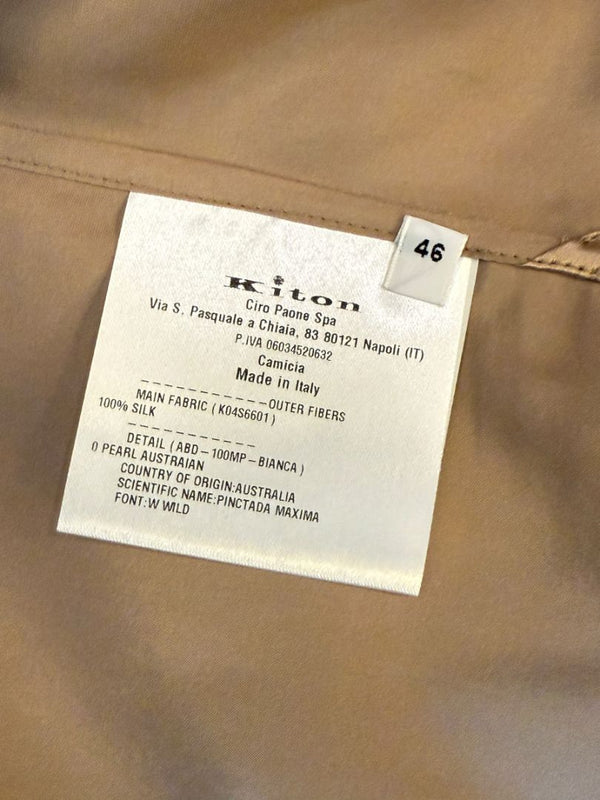 46
Kiton
Ciro Paone Spa
Via S. Pasquale a Chiaia, 83 80121 Napoli (IT)
P.IVA 06034520632
Camicia
Made in Italy
------------OUTER FIBERS
MAIN FABRIC (K04S6601)
100% SILK
------------
DETAIL (ABD-100MP-BIANCA)
0 PEARL AUSTRAIAN
COUNTRY OF ORIGIN:AUSTRALIA
SCIENTIFIC NAME:PINCTADA MAXIMA
FONT:W WILD